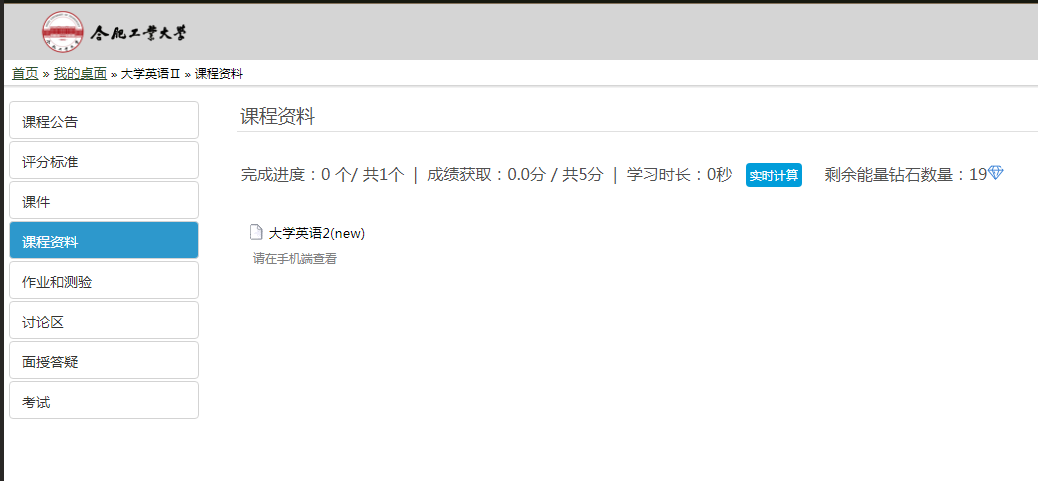 合肥工业大学
首页 » 我的桌面 » 大学英语Ⅱ » 课程资料
课程公告
评分标准
课件
课程资料
作业和测验
讨论区
面授答疑
考试
课程资料
完成进度：0 个/ 共1个 | 成绩获取：0.0分 / 共5分 | 学习时长：0秒 实时计算 剩余能量钻石数量：19
大学英语2(new)
请在手机端查看